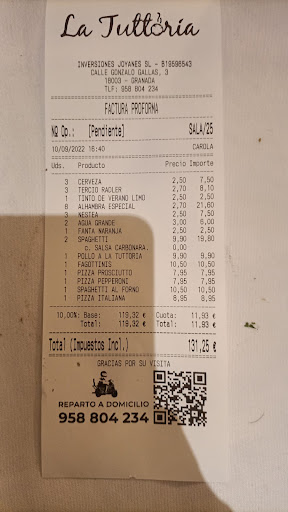 La Tuttoria
INVERSIONES JOYANES SL - B19596543
CALLE GONZALO GALLAS, 3
18003 - GRANADA
TLF: 958 804 234
FACTURA PROFORMA
Nº Op.: [Pendiente] SALA/25
10/09/2022 16:40 CAROLA
Uds. Producto Precio Importe
3 CERVEZA 2,50 7,50
3 TERCIO RADLER 2,70 8,10
1 TINTO DE VERANO LIMO 2,50 2,50
8 ALHAMBRA ESPECIAL 2,70 21,60
3 NESTEA 2,50 7,50
2 AGUA GRANDE 3,00 6,00
1 FANTA NARANJA 2,50 2,50
2 SPAGHETTI 9,90 19,80
c. SALSA CARBONARA. 0,00
1 POLLO A LA TUTTORIA 9,90 9,90
1 FAGOTTINIS 10,50 10,50
1 PIZZA PROSCIUTTO 7,95 7,95
1 PIZZA PEPPERONI 7,95 7,95
1 SPAGHETTI AL FORNO 10,50 10,50
1 PIZZA ITALIANA 8,95 8,95
10,00% Base: 119,32 € Cuota: 11,93 €
Total: 119,32 € Total: 11,93 €
Total (Impuestos Incl.) 131,25 €
GRACIAS POR SU VISITA
REPARTO A DOMICILIO
958 804 234